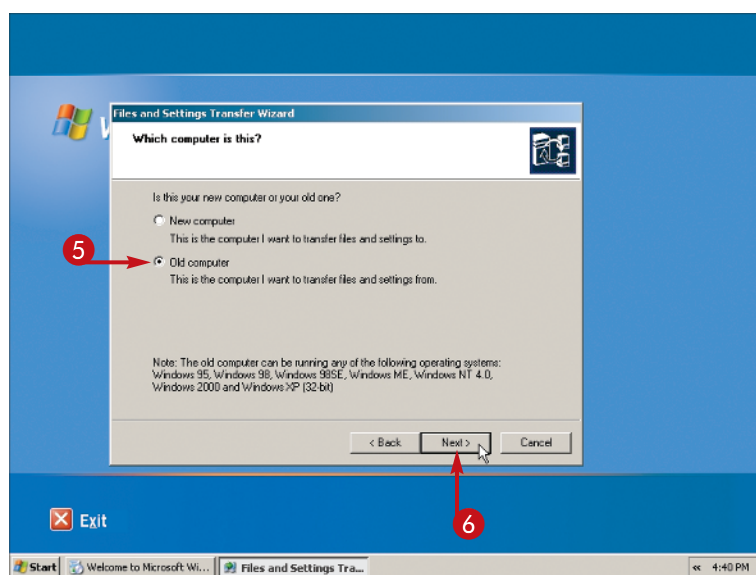 Files and Settings Transfer Wizard
Which computer is this?
Is this your new computer or your old one?
New computer
This is the computer I want to transfer files and settings to.
5
Old computer
This is the computer I want to transfer files and settings from.
Note: The old computer can be running any of the following operating systems:
Windows 95, Windows 98, Windows 98SE, Windows ME, Windows NT 4.0,
Windows 2000 and Windows XP (32-bit)
< Back Next > Cancel
Exit
6
Start Welcome to Microsoft Wi... Files and Settings Tra... « 4:40 PM